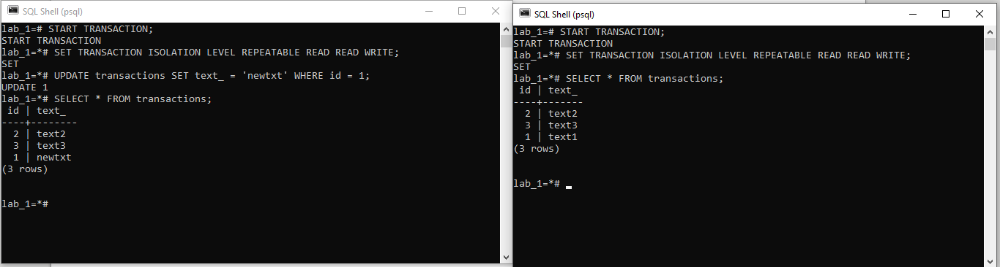 SQL Shell (psql)
lab_1=# START TRANSACTION;
START TRANSACTION
lab_1=*# SET TRANSACTION ISOLATION LEVEL REPEATABLE READ READ WRITE;
SET
lab_1=*# UPDATE transactions SET text_ = 'newtxt' WHERE id = 1;
UPDATE 1
lab_1=*# SELECT * FROM transactions;
 id | text_
----+--------
  2 | text2
  3 | text3
  1 | newtxt
(3 rows)
lab_1=*#
SQL Shell (psql)
lab_1=# START TRANSACTION;
START TRANSACTION
lab_1=*# SET TRANSACTION ISOLATION LEVEL REPEATABLE READ READ WRITE;
SET
lab_1=*# SELECT * FROM transactions;
 id | text_
----+-------
  2 | text2
  3 | text3
  1 | text1
(3 rows)
lab_1=*#